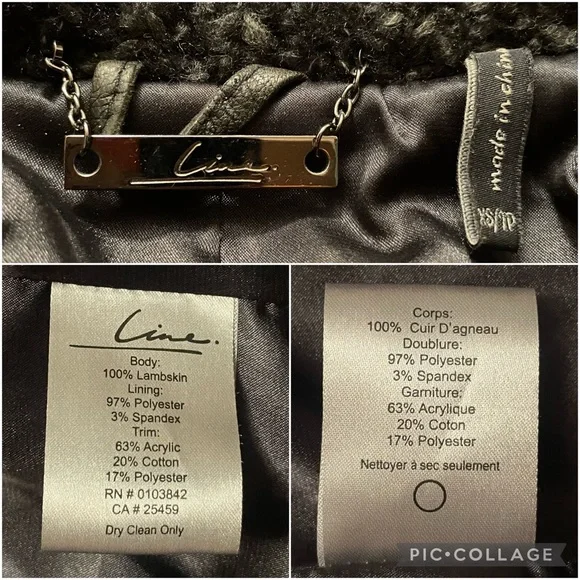 Line.
made in china
XS/TP
Line.
Body:
100% Lambskin
Lining:
97% Polyester
3% Spandex
Trim:
63% Acrylic
20% Cotton
17% Polyester
RN # 0103842
CA # 25459
Dry Clean Only
Corps:
100% Cuir D'agneau
Doublure:
97% Polyester
3% Spandex
Garniture:
63% Acrylique
20% Coton
17% Polyester
Nettoyer à sec seulement
PIC•COLLAGE